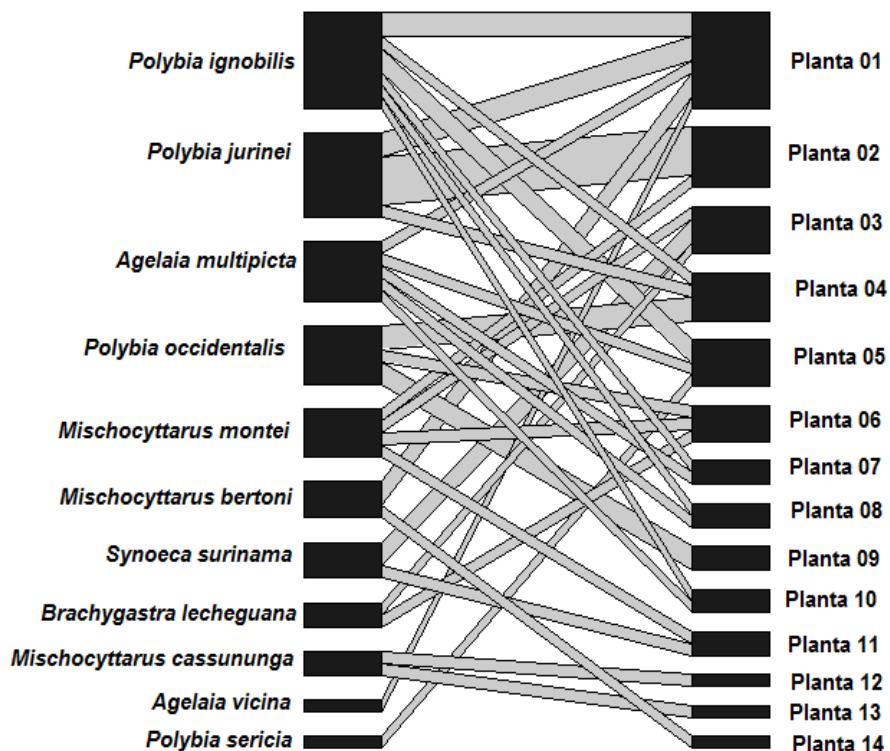 Polybia ignobilis
Polybia jurinei
Agelaia multipicta
Polybia occidentalis
Mischocyttarus montei
Mischocyttarus bertoni
Synoeca surinama
Brachygastra lecheguana
Mischocyttarus cassununga
Agelaia vicina
Polybia sericia
Planta 01
Planta 02
Planta 03
Planta 04
Planta 05
Planta 06
Planta 07
Planta 08
Planta 09
Planta 10
Planta 11
Planta 12
Planta 13
Planta 14